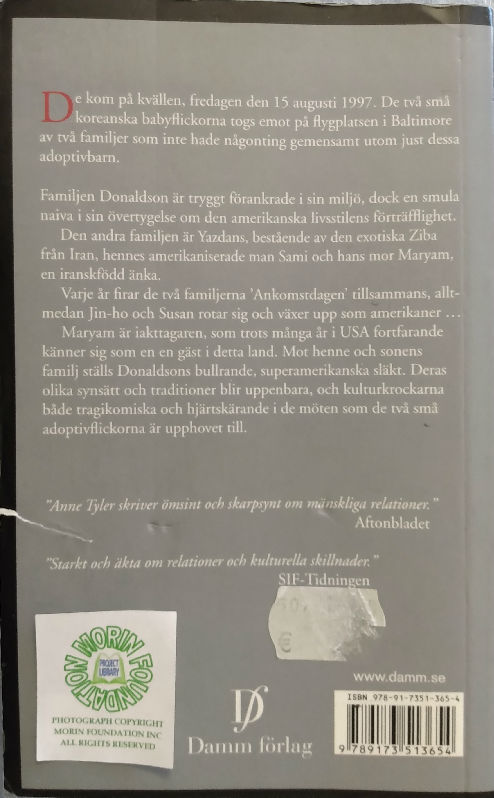 De kom på kvällen, fredagen den 15 augusti 1997. De två små
koreanska babyflickorna togs emot på flygplatsen i Baltimore
av två familjer som inte hade någonting gemensamt utom just dessa
adoptivbarn.
Familjen Donaldson är tryggt förankrade i sin miljö, dock en smula
naiva i sin övertygelse om den amerikanska livsstilens förträfflighet.
Den andra familjen är Yazdans, bestående av den exotiska Ziba
från Iran, hennes amerikaniserade man Sami och hans mor Maryam,
en iranskfödd änka.
Varje år firar de två familjerna 'Ankomstdagen' tillsammans, allt-
medan Jin-ho och Susan rotar sig och växer upp som amerikaner ...
Maryam är iakttagaren, som trots många år i USA fortfarande
känner sig som en en gäst i detta land. Mot henne och sonens
familj ställs Donaldsons bullrande, superamerikanska släkt. Deras
olika synsätt och traditioner blir uppenbara, och kulturkrockarna
både tragikomiska och hjärtskärande i de möten som de två små
adoptivflickorna är upphovet till.
"Anne Tyler skriver ömsint och skarpsynt om mänskliga relationer."
Aftonbladet
"Starkt och äkta om relationer och kulturella skillnader."
SIF-Tidningen
€
MORIN FOUNDATION
PROJECT
LIBRARY
PHOTOGRAPH COPYRIGHT
MORIN FOUNDATION INC
ALL RIGHTS RESERVED
Df
Damm förlag
www.damm.se
ISBN 978-91-7351-365-4
9 789173 513654